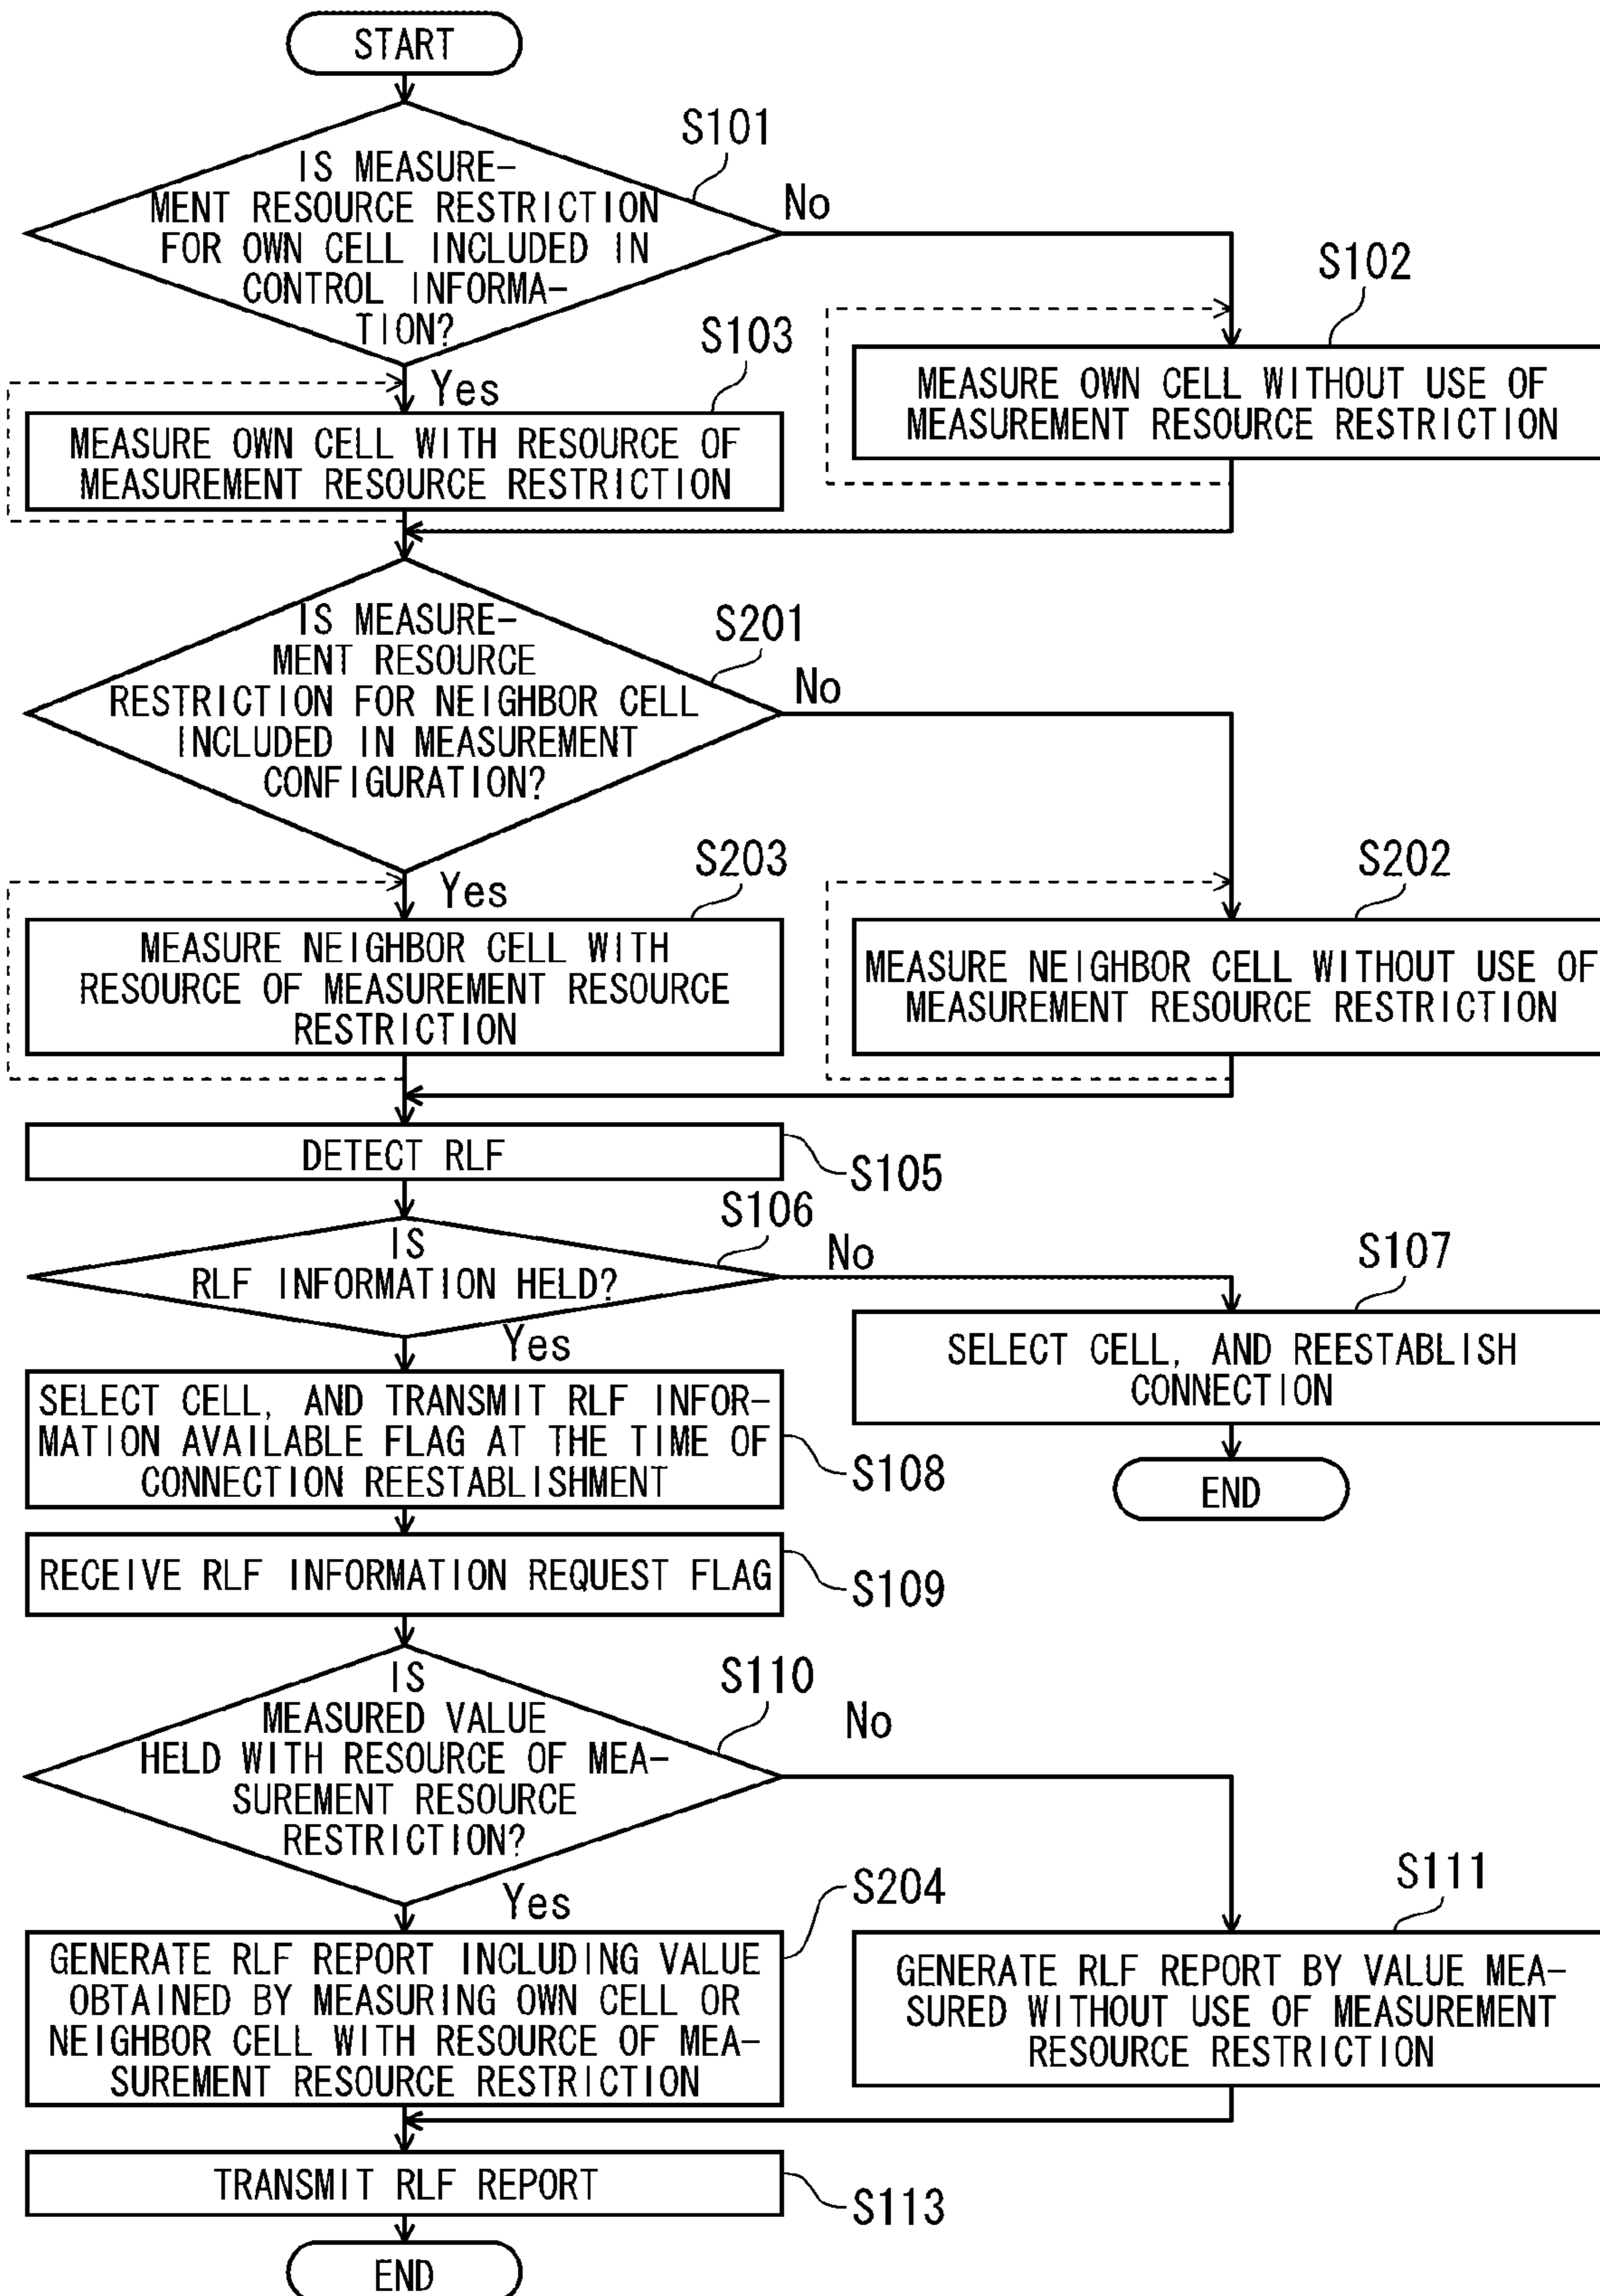 START
S101
IS MEASURE-
MENT RESOURCE RESTRICTION
FOR OWN CELL INCLUDED IN
CONTROL INFORMA-
TION?
No
S102
MEASURE OWN CELL WITHOUT USE OF
MEASUREMENT RESOURCE RESTRICTION
Yes
S103
MEASURE OWN CELL WITH RESOURCE OF
MEASUREMENT RESOURCE RESTRICTION
S201
IS MEASURE-
MENT RESOURCE
RESTRICTION FOR NEIGHBOR CELL
INCLUDED IN MEASUREMENT
CONFIGURATION?
No
S202
MEASURE NEIGHBOR CELL WITHOUT USE OF
MEASUREMENT RESOURCE RESTRICTION
Yes
S203
MEASURE NEIGHBOR CELL WITH
RESOURCE OF MEASUREMENT RESOURCE
RESTRICTION
DETECT RLF
S105
S106
IS
RLF INFORMATION HELD?
No
S107
SELECT CELL, AND REESTABLISH
CONNECTION
END
Yes
SELECT CELL, AND TRANSMIT RLF INFOR-
MATION AVAILABLE FLAG AT THE TIME OF
CONNECTION REESTABLISHMENT
S108
RECEIVE RLF INFORMATION REQUEST FLAG
S109
S110
IS
MEASURED VALUE
HELD WITH RESOURCE OF MEA-
SUREMENT RESOURCE
RESTRICTION?
No
S111
GENERATE RLF REPORT BY VALUE MEA-
SURED WITHOUT USE OF MEASUREMENT
RESOURCE RESTRICTION
Yes
S204
GENERATE RLF REPORT INCLUDING VALUE
OBTAINED BY MEASURING OWN CELL OR
NEIGHBOR CELL WITH RESOURCE OF MEA-
SUREMENT RESOURCE RESTRICTION
TRANSMIT RLF REPORT
S113
END